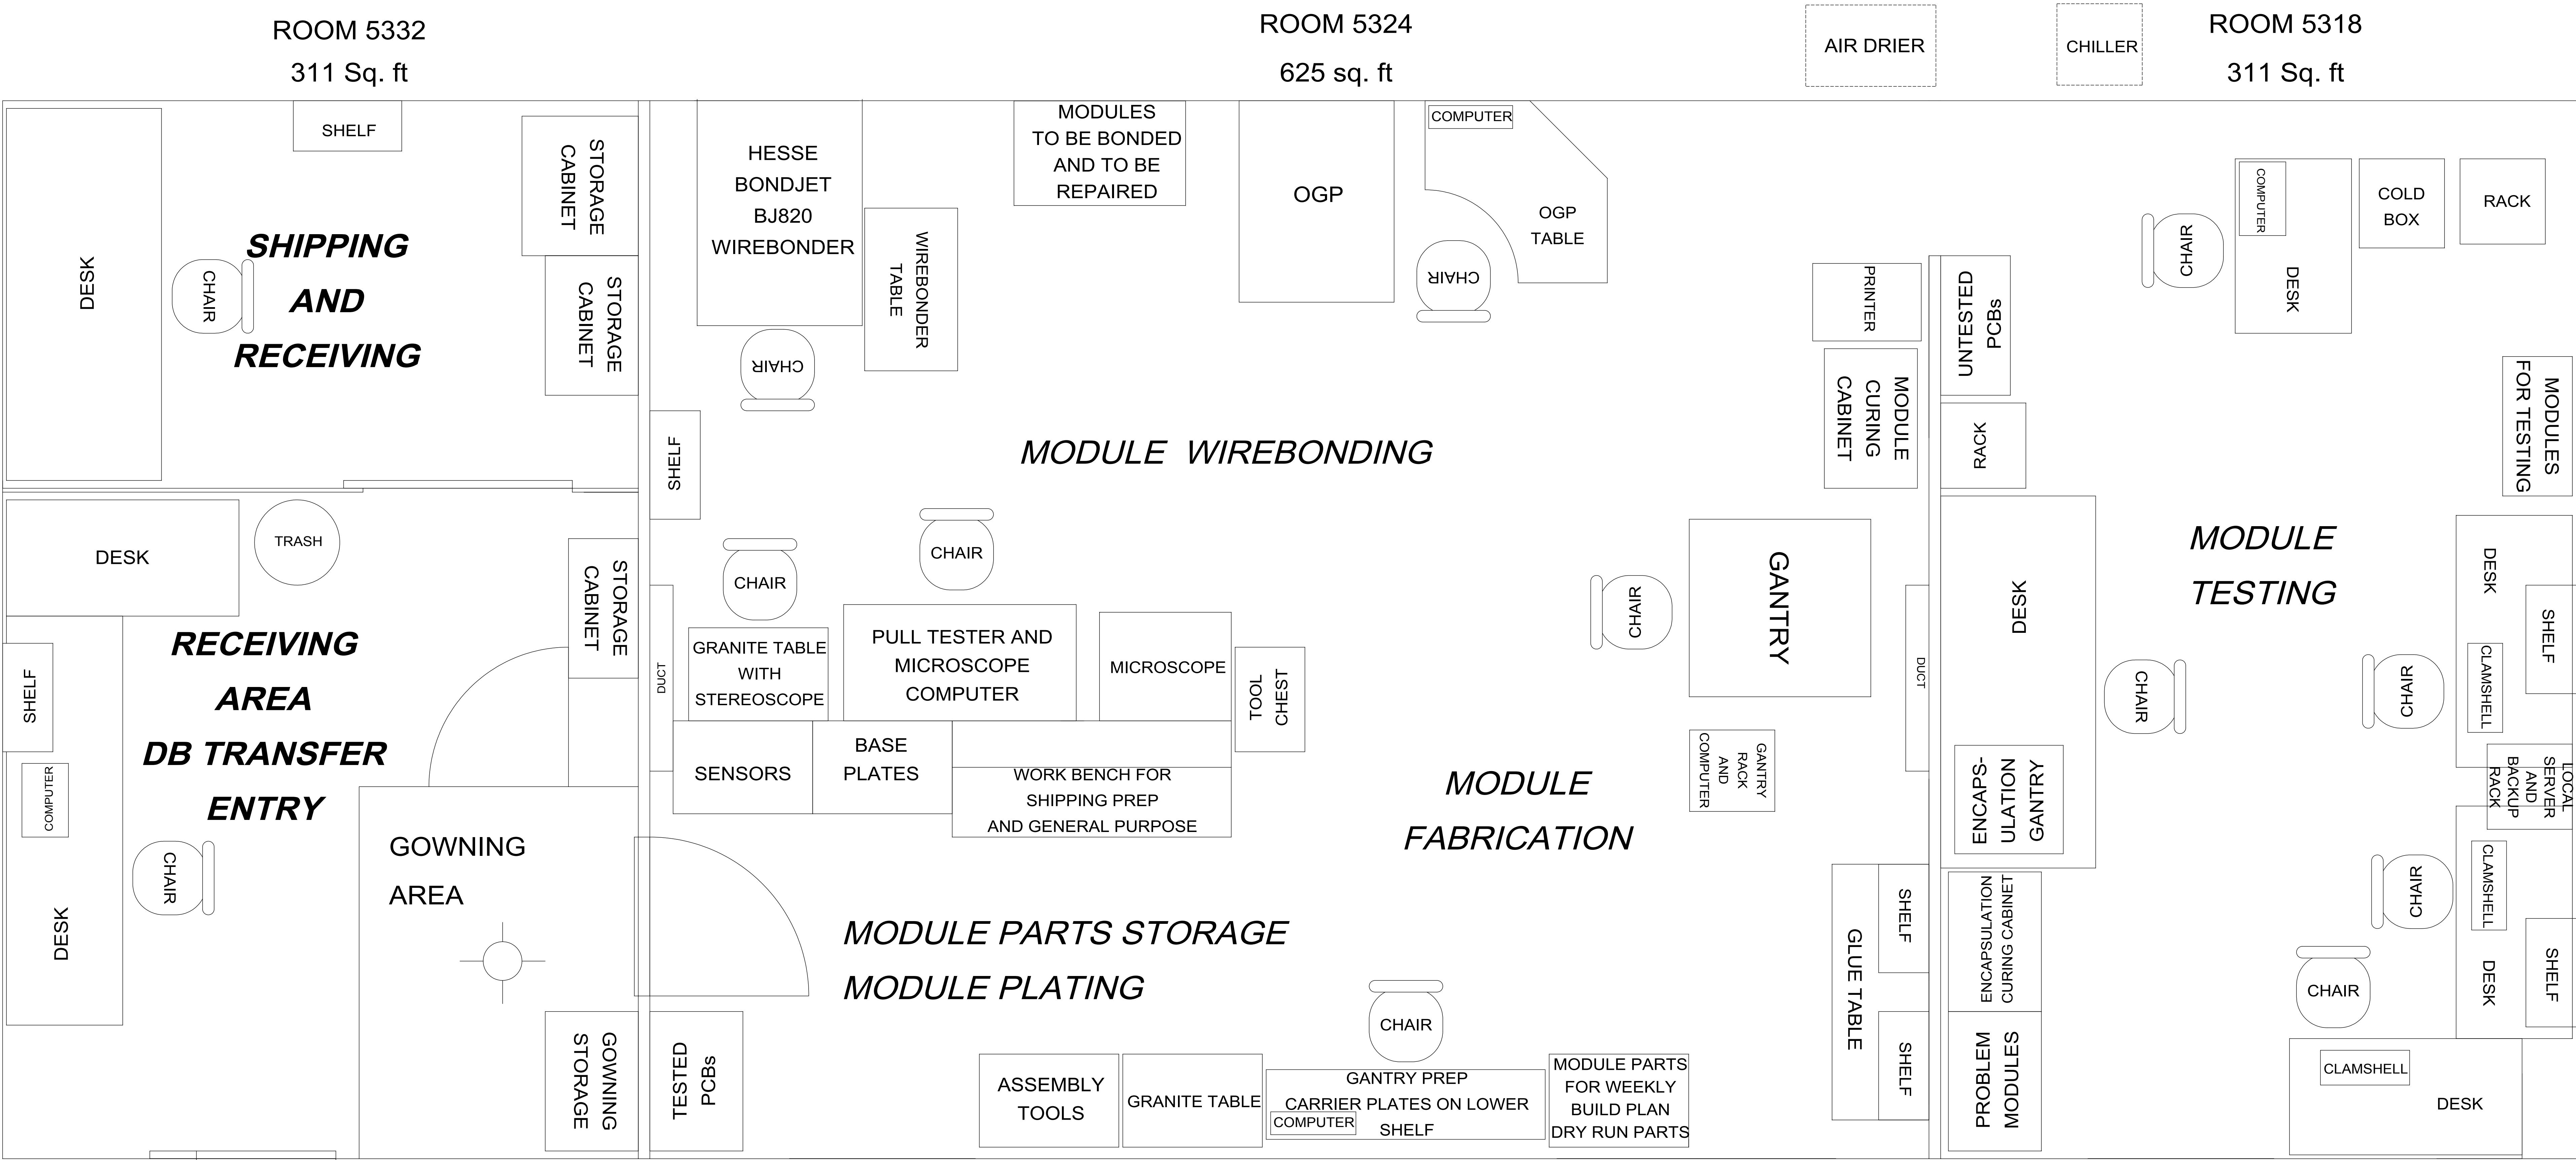 ROOM 5332
311 Sq. ft
ROOM 5324
625 sq. ft
AIR DRIER
CHILLER
ROOM 5318
311 Sq. ft
DESK
SHELF
STORAGE
CABINET
STORAGE
CABINET
CHAIR
SHIPPING
AND
RECEIVING
DESK
TRASH
STORAGE
CABINET
RECEIVING
AREA
DB TRANSFER
ENTRY
SHELF
COMPUTER
CHAIR
DESK
GOWNING
AREA
GOWNING
STORAGE
HESSE
BONDJET
BJ820
WIREBONDER
WIREBONDER
TABLE
CHAIR
MODULES
TO BE BONDED
AND TO BE
REPAIRED
OGP
COMPUTER
OGP
TABLE
CHAIR
PRINTER
MODULE
CURING
CABINET
SHELF
MODULE WIREBONDING
CHAIR
CHAIR
DUCT
GRANITE TABLE
WITH
STEREOSCOPE
PULL TESTER AND
MICROSCOPE
COMPUTER
MICROSCOPE
TOOL
CHEST
SENSORS
BASE
PLATES
WORK BENCH FOR
SHIPPING PREP
AND GENERAL PURPOSE
CHAIR
GANTRY
DUCT
GANTRY
RACK
AND
COMPUTER
MODULE
FABRICATION
MODULE PARTS STORAGE
MODULE PLATING
TESTED
PCBs
ASSEMBLY
TOOLS
GRANITE TABLE
CHAIR
GANTRY PREP
CARRIER PLATES ON LOWER
SHELF
COMPUTER
MODULE PARTS
FOR WEEKLY
BUILD PLAN
DRY RUN PARTS
GLUE TABLE
SHELF
SHELF
UNTESTED
PCBs
RACK
CHAIR
COMPUTER
DESK
COLD
BOX
RACK
MODULES
FOR TESTING
MODULE
TESTING
DESK
CHAIR
ENCAPS-
ULATION
GANTRY
ENCAPSULATION
CURING CABINET
PROBLEM
MODULES
DESK
SHELF
CLAMSHELL
CHAIR
LOCAL
SERVER
AND
BACKUP
RACK
CLAMSHELL
CHAIR
DESK
SHELF
CHAIR
CLAMSHELL
DESK